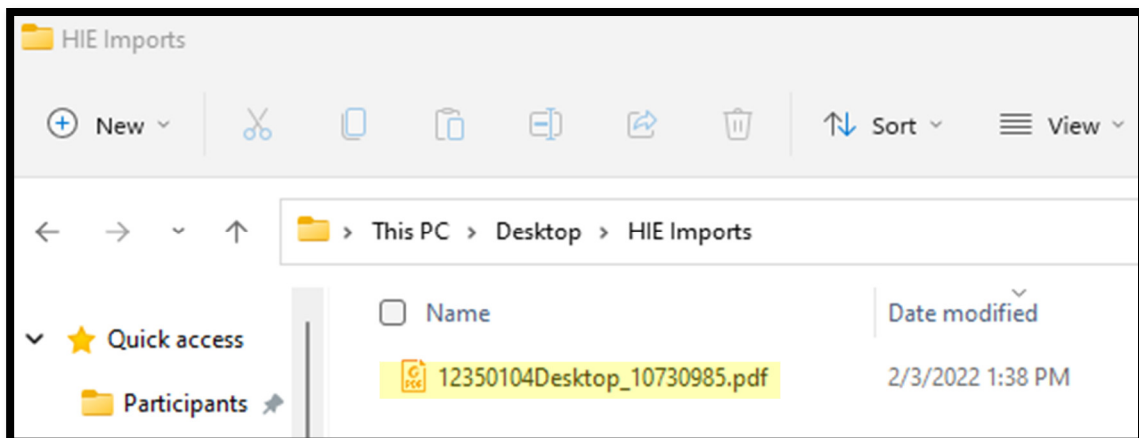 HIE Imports
New Sort View
This PC > Desktop > HIE Imports
Name Date modified
Quick access
12350104Desktop_10730985.pdf 2/3/2022 1:38 PM
Participants